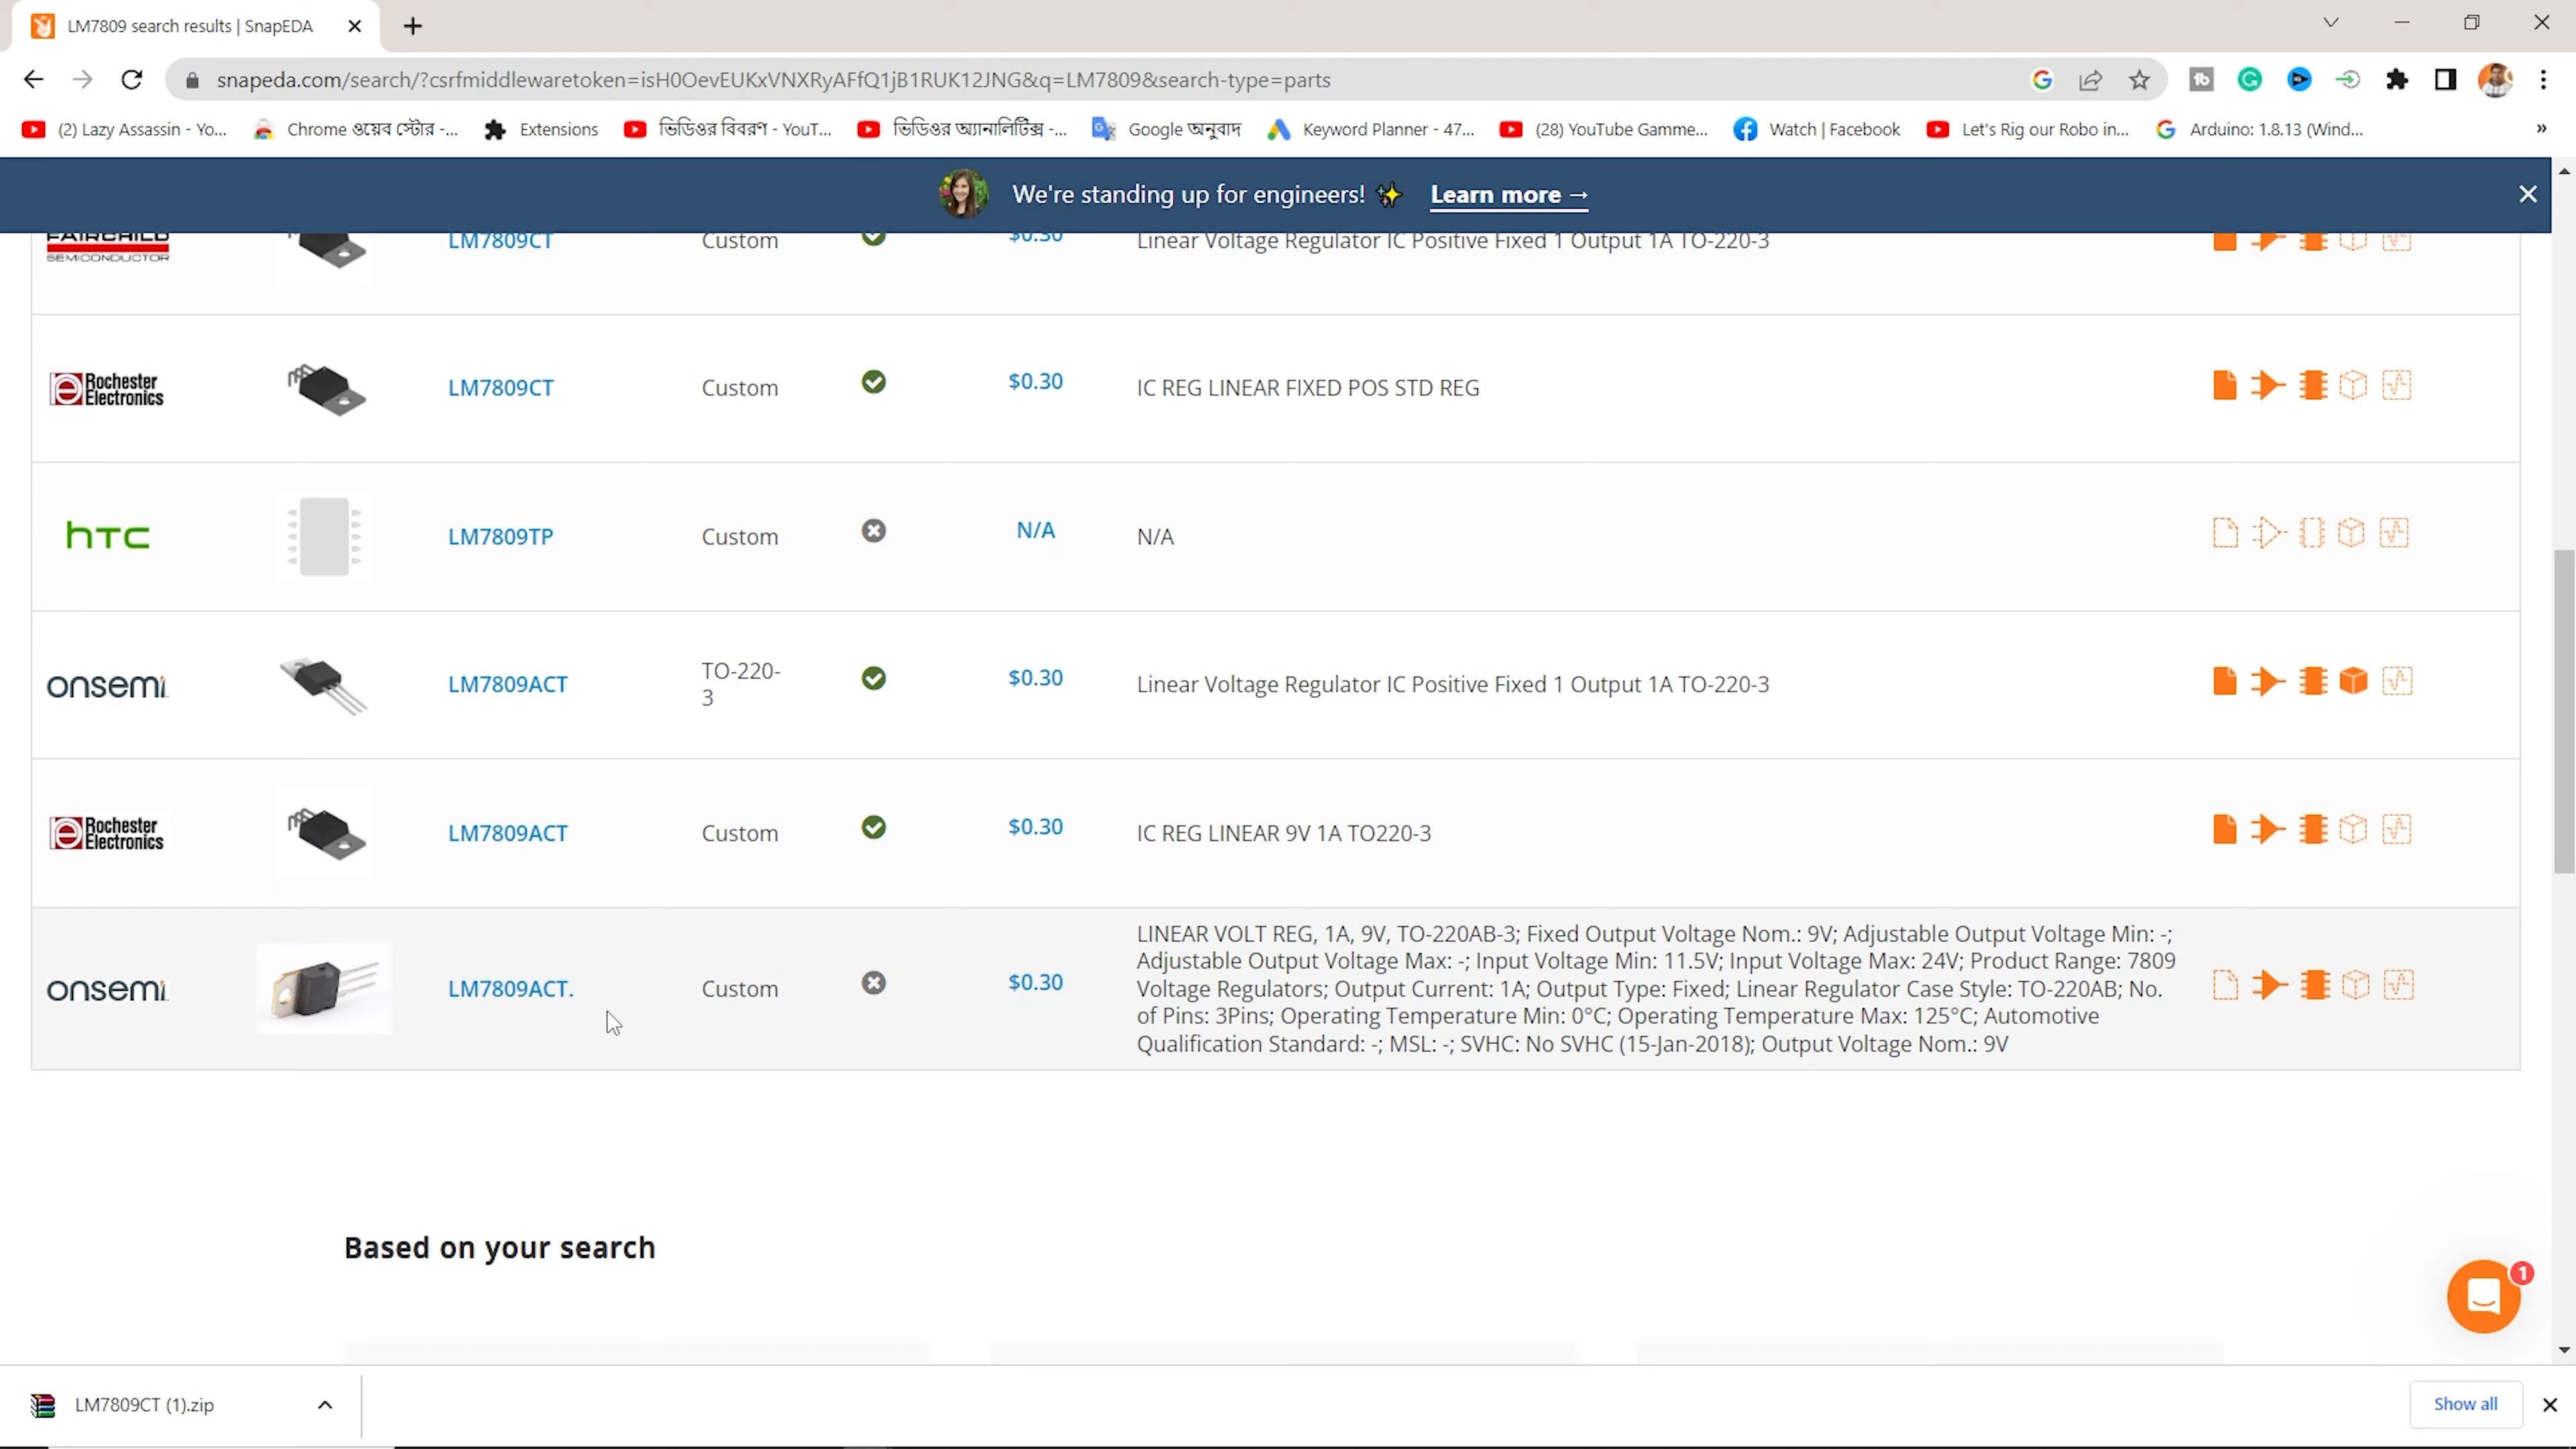 LM7809 search results | SnapEDA
snapeda.com/search/?csrfmiddlewaretoken=isH0OevEUKxVNXRyAFfQ1jB1RUK12JNG&q=LM7809&search-type=parts
(2) Lazy Assassin - Yo... Chrome ওয়েব স্টোর -... Extensions ভিডিওর বিবরণ - YouT... ভিডিওর অ্যানালিটিক্স -... Google অনুবাদ Keyword Planner - 47... (28) YouTube Gamme... Watch | Facebook Let's Rig our Robo in... Arduino: 1.8.13 (Wind... »
We're standing up for engineers! ✨ Learn more →
FAIRCHILD
SEMICONDUCTOR
LM7809CT Custom $0.30 Linear Voltage Regulator IC Positive Fixed 1 Output 1A TO-220-3
Rochester
Electronics
LM7809CT Custom $0.30 IC REG LINEAR FIXED POS STD REG
hTC LM7809TP Custom N/A N/A
onsemi LM7809ACT TO-220-
3
$0.30 Linear Voltage Regulator IC Positive Fixed 1 Output 1A TO-220-3
Rochester
Electronics
LM7809ACT Custom $0.30 IC REG LINEAR 9V 1A TO220-3
onsemi LM7809ACT. Custom $0.30
LINEAR VOLT REG, 1A, 9V, TO-220AB-3; Fixed Output Voltage Nom.: 9V; Adjustable Output Voltage Min: -;
Adjustable Output Voltage Max: -; Input Voltage Min: 11.5V; Input Voltage Max: 24V; Product Range: 7809
Voltage Regulators; Output Current: 1A; Output Type: Fixed; Linear Regulator Case Style: TO-220AB; No.
of Pins: 3Pins; Operating Temperature Min: 0°C; Operating Temperature Max: 125°C; Automotive
Qualification Standard: -; MSL: -; SVHC: No SVHC (15-Jan-2018); Output Voltage Nom.: 9V
Based on your search
1
LM7809CT (1).zip
Show all